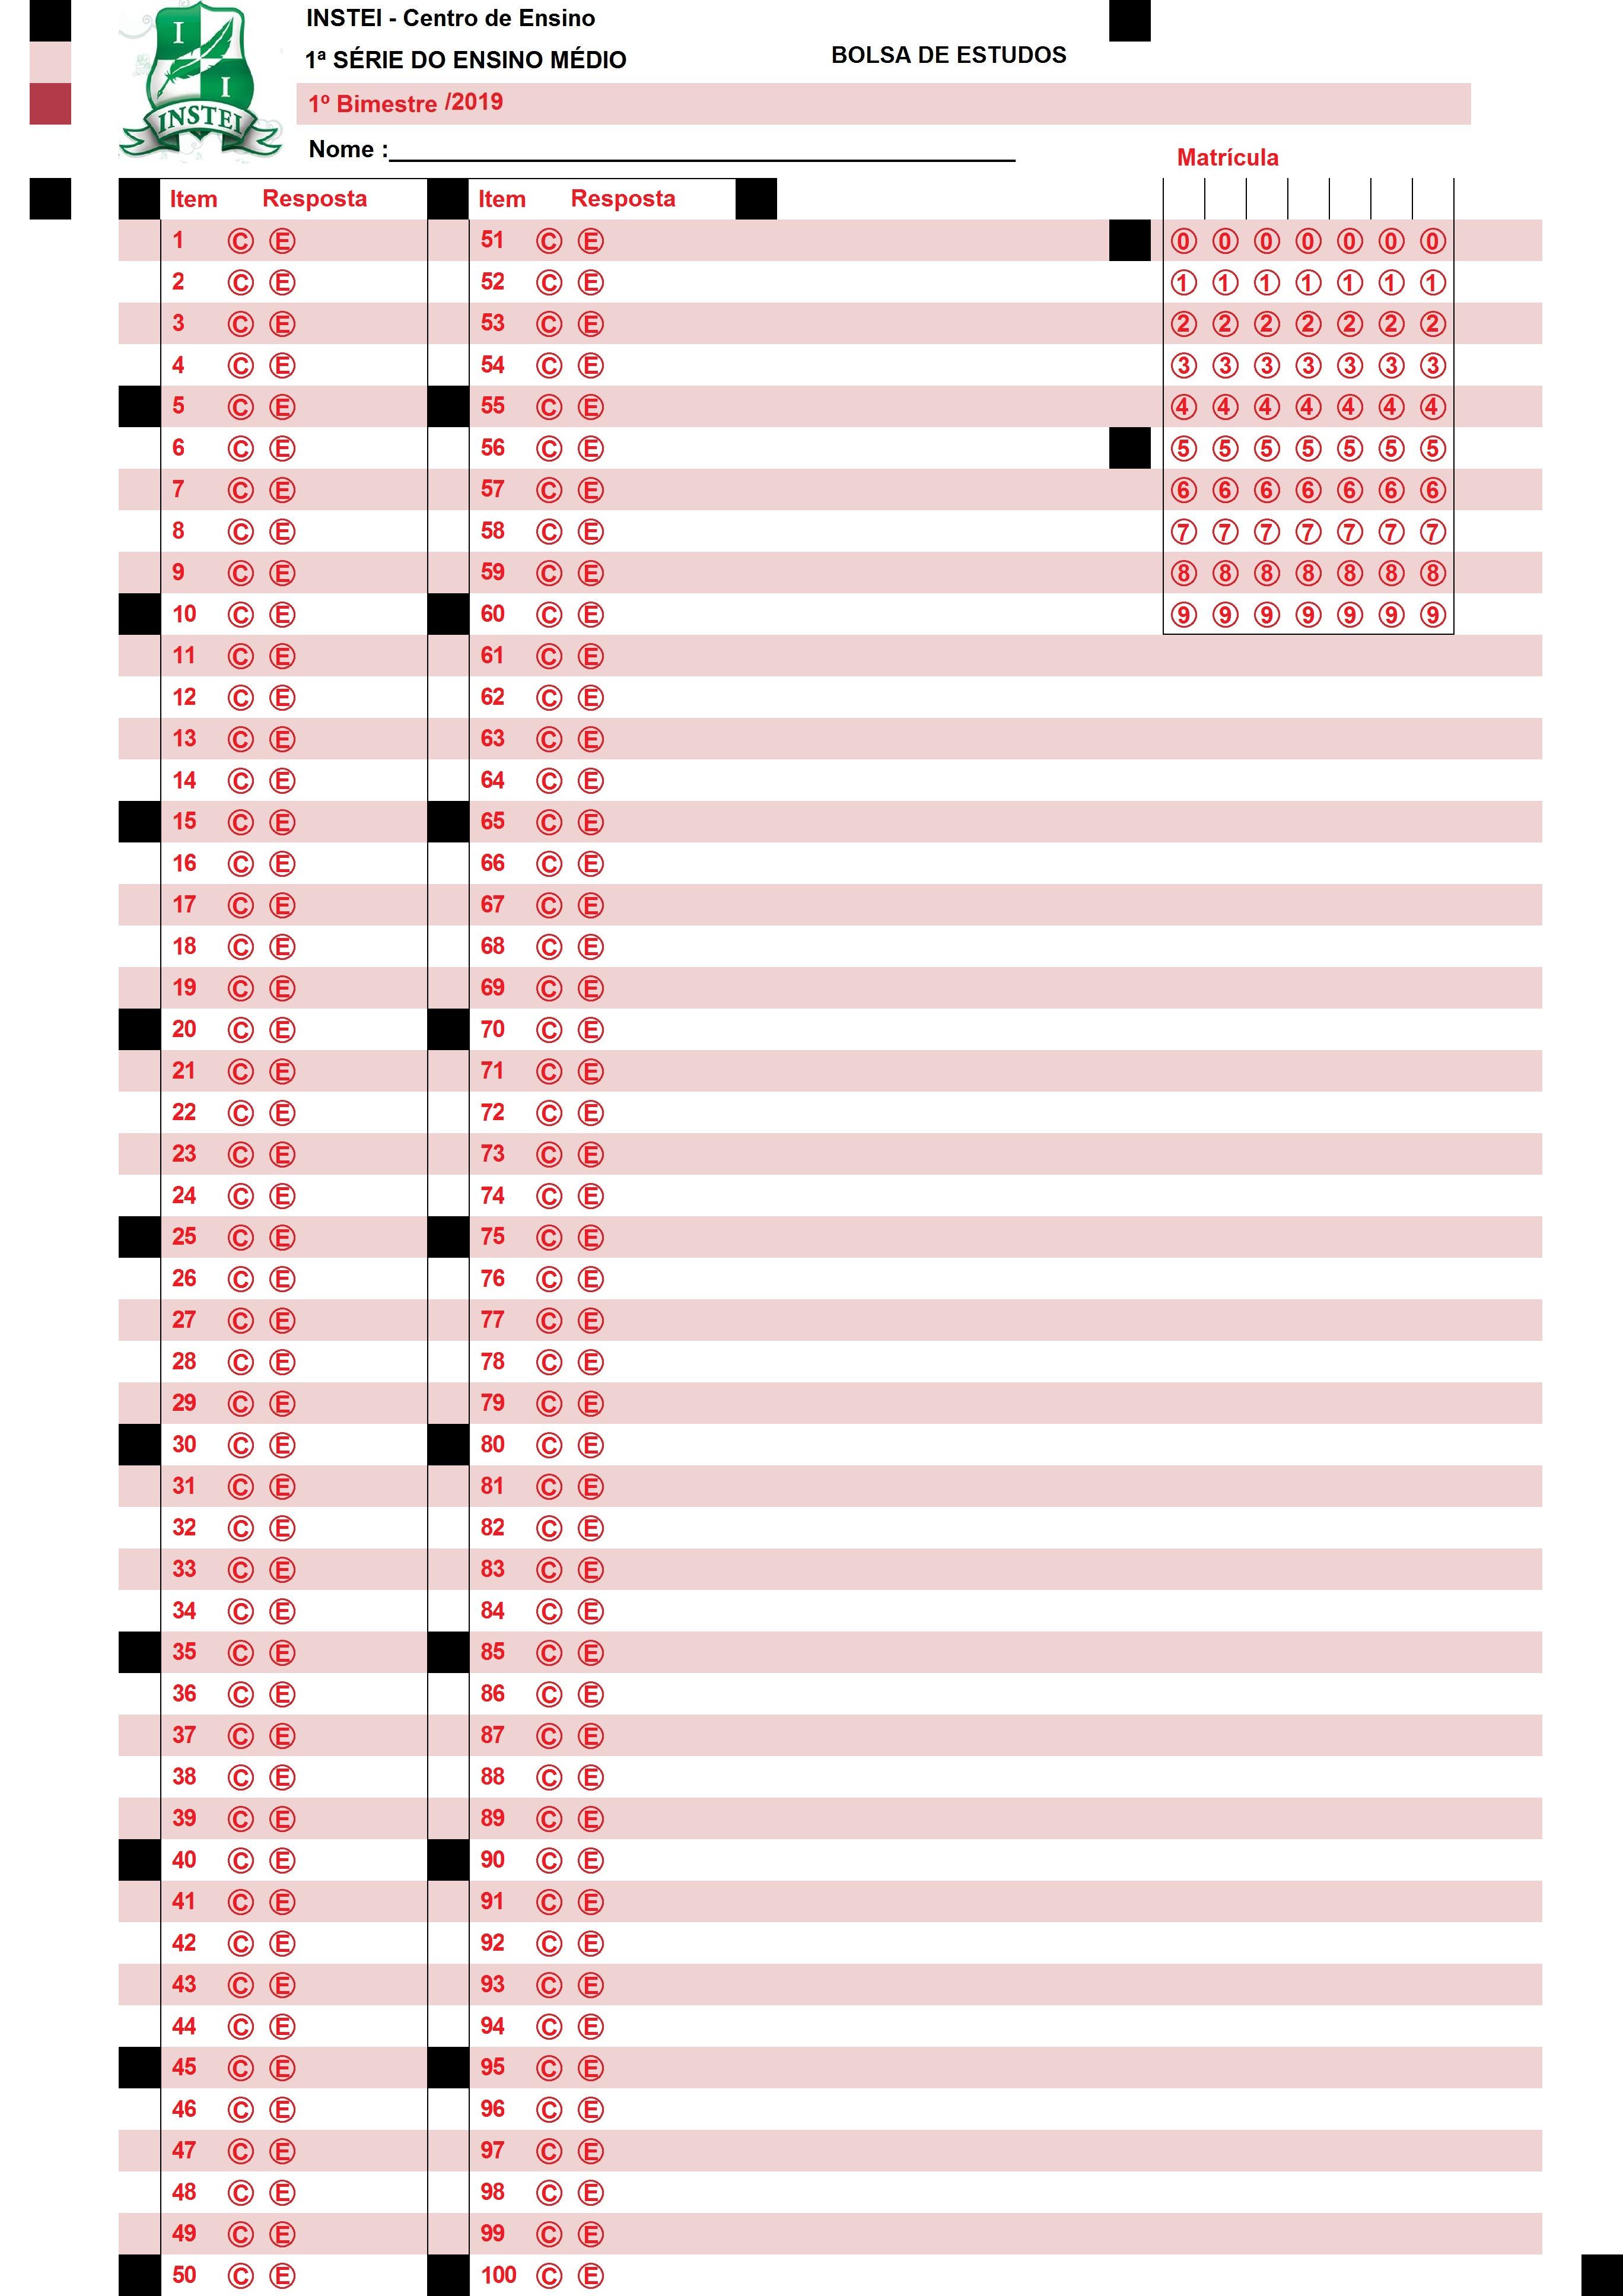 I
I
INSTEI
INSTEI - Centro de Ensino
1ª SÉRIE DO ENSINO MÉDIO
BOLSA DE ESTUDOS
1º Bimestre /2019
Nome :
Matrícula
Item Resposta Item Resposta
1 C E 51 C E 0 0 0 0 0 0 0
2 C E 52 C E 1 1 1 1 1 1 1
3 C E 53 C E 2 2 2 2 2 2 2
4 C E 54 C E 3 3 3 3 3 3 3
5 C E 55 C E 4 4 4 4 4 4 4
6 C E 56 C E 5 5 5 5 5 5 5
7 C E 57 C E 6 6 6 6 6 6 6
8 C E 58 C E 7 7 7 7 7 7 7
9 C E 59 C E 8 8 8 8 8 8 8
10 C E 60 C E 9 9 9 9 9 9 9
11 C E 61 C E
12 C E 62 C E
13 C E 63 C E
14 C E 64 C E
15 C E 65 C E
16 C E 66 C E
17 C E 67 C E
18 C E 68 C E
19 C E 69 C E
20 C E 70 C E
21 C E 71 C E
22 C E 72 C E
23 C E 73 C E
24 C E 74 C E
25 C E 75 C E
26 C E 76 C E
27 C E 77 C E
28 C E 78 C E
29 C E 79 C E
30 C E 80 C E
31 C E 81 C E
32 C E 82 C E
33 C E 83 C E
34 C E 84 C E
35 C E 85 C E
36 C E 86 C E
37 C E 87 C E
38 C E 88 C E
39 C E 89 C E
40 C E 90 C E
41 C E 91 C E
42 C E 92 C E
43 C E 93 C E
44 C E 94 C E
45 C E 95 C E
46 C E 96 C E
47 C E 97 C E
48 C E 98 C E
49 C E 99 C E
50 C E 100 C E